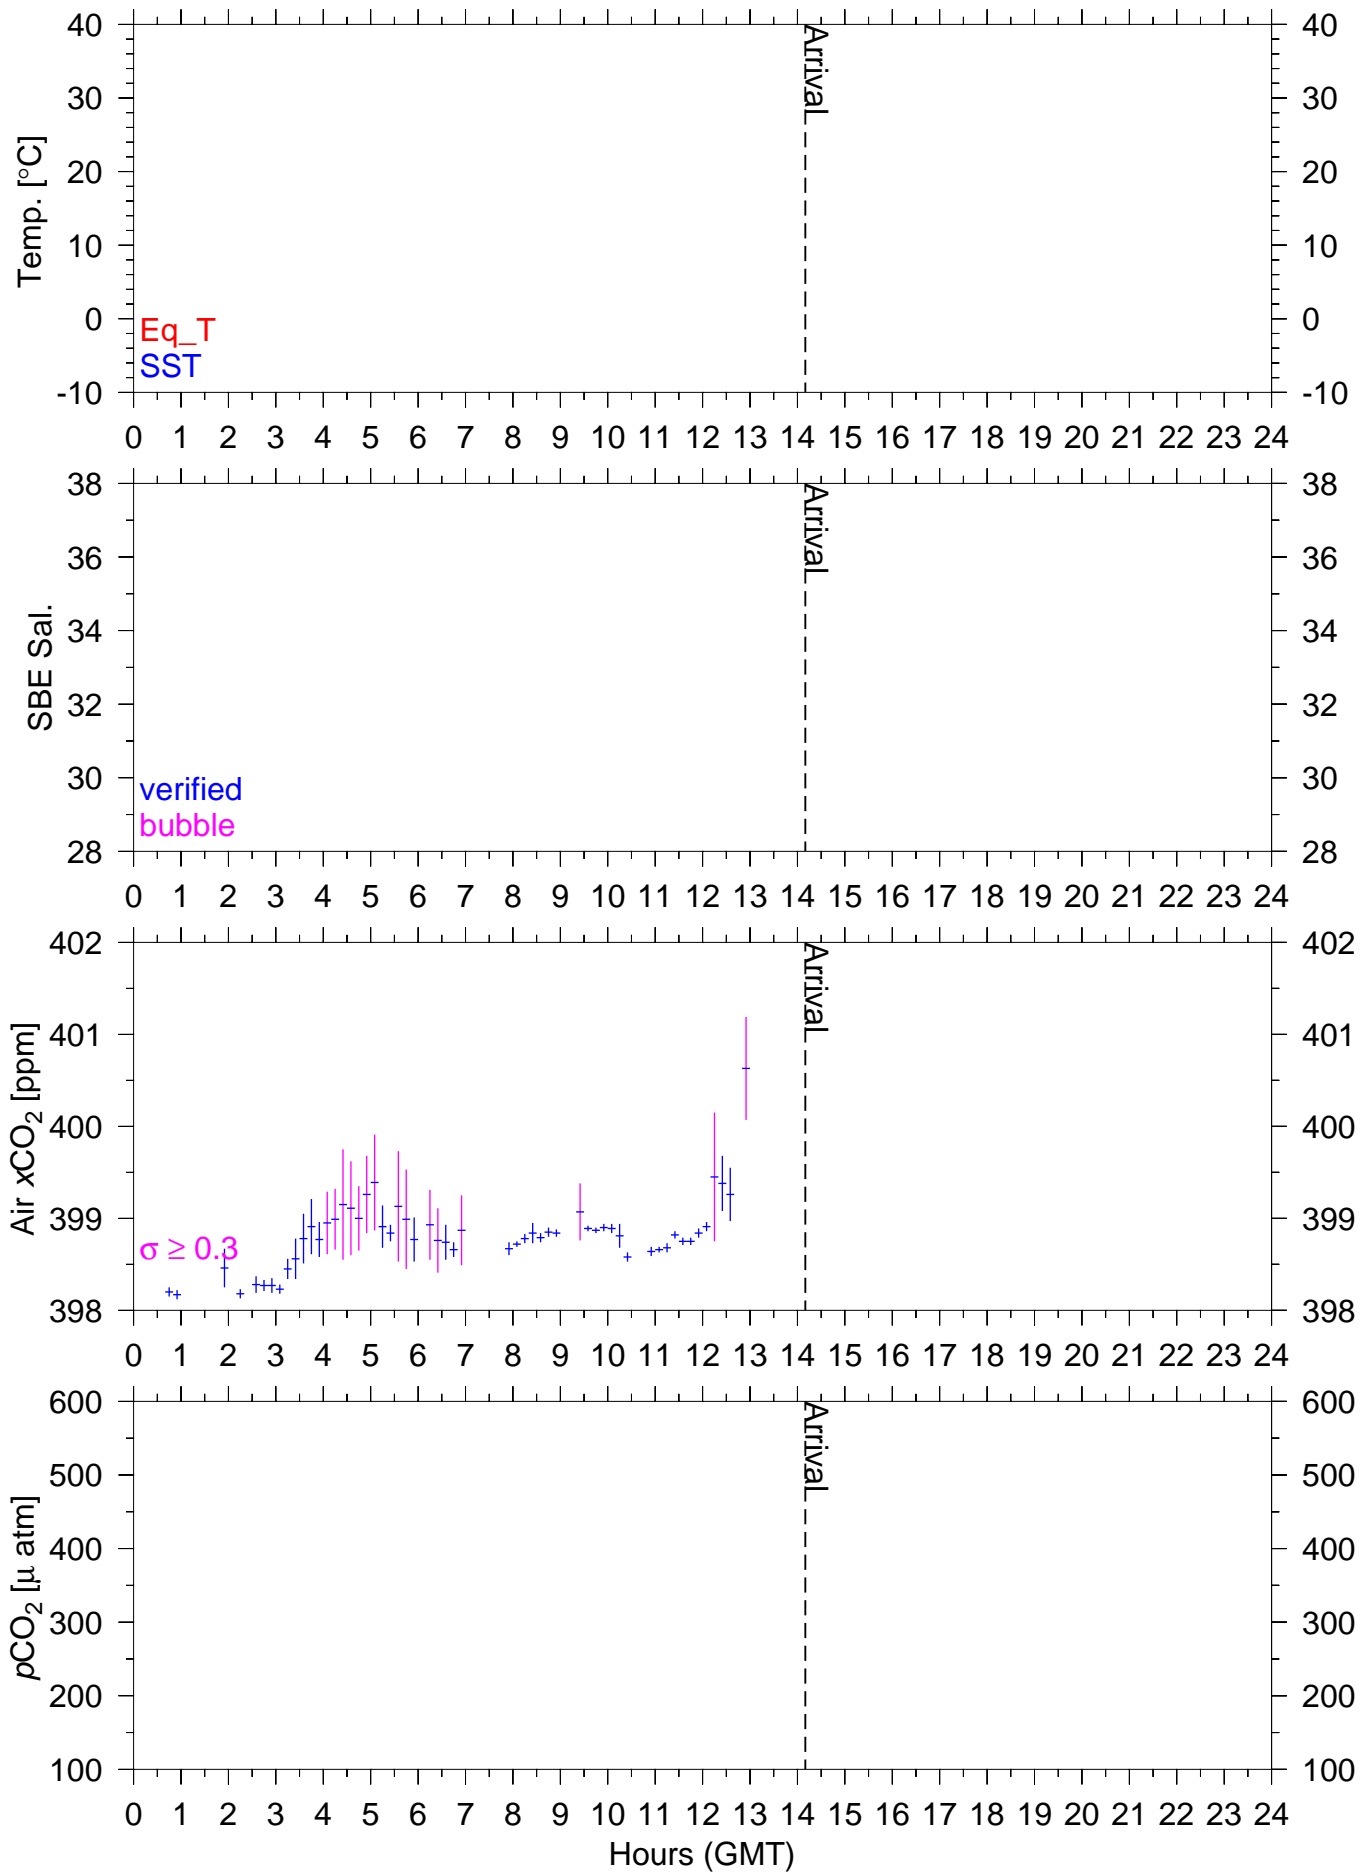 40 40
30 30
20 20
10 10
0 0
-10 -10
Temp. [°C]
Arrival
Eq_T
SST
0 1 2 3 4 5 6 7 8 9 10 11 12 13 14 15 16 17 18 19 20 21 22 23 24
38 38
36 36
34 34
32 32
30 30
28 28
SBE Sal.
Arrival
verified
bubble
0 1 2 3 4 5 6 7 8 9 10 11 12 13 14 15 16 17 18 19 20 21 22 23 24
402 402
401 401
400 400
399 399
398 398
Air xCO₂ [ppm]
Arrival
σ ≥ 0.3
0 1 2 3 4 5 6 7 8 9 10 11 12 13 14 15 16 17 18 19 20 21 22 23 24
600 600
500 500
400 400
300 300
200 200
100 100
pCO₂ [μ atm]
Arrival
0 1 2 3 4 5 6 7 8 9 10 11 12 13 14 15 16 17 18 19 20 21 22 23 24
Hours (GMT)